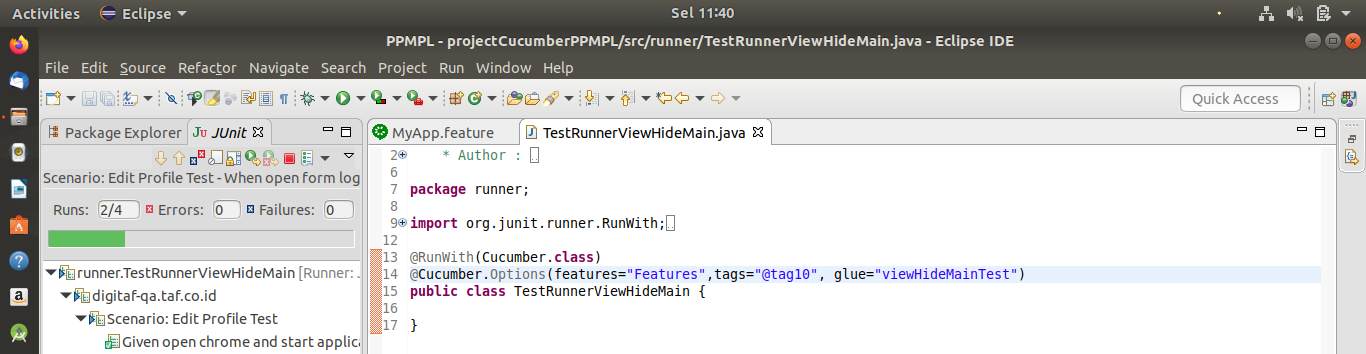 Activities Eclipse Sel 11:40
PPMPL - projectCucumberPPMPL/src/runner/TestRunnerViewHideMain.java - Eclipse IDE
File Edit Source Refactor Navigate Search Project Run Window Help
Quick Access
Package Explorer JUnit MyApp.feature TestRunnerViewHideMain.java
Scenario: Edit Profile Test - When open form log
Runs: 2/4 Errors: 0 Failures: 0
runner.TestRunnerViewHideMain [Runner: .
digitaf-qa.taf.co.id
Scenario: Edit Profile Test
Given open chrome and start applica
2 * Author : ..
6
7 package runner;
8
9 import org.junit.runner.RunWith;..
12
13 @RunWith(Cucumber.class)
14 @Cucumber.Options(features="Features",tags="@tag10", glue="viewHideMainTest")
15 public class TestRunnerViewHideMain {
16
17 }